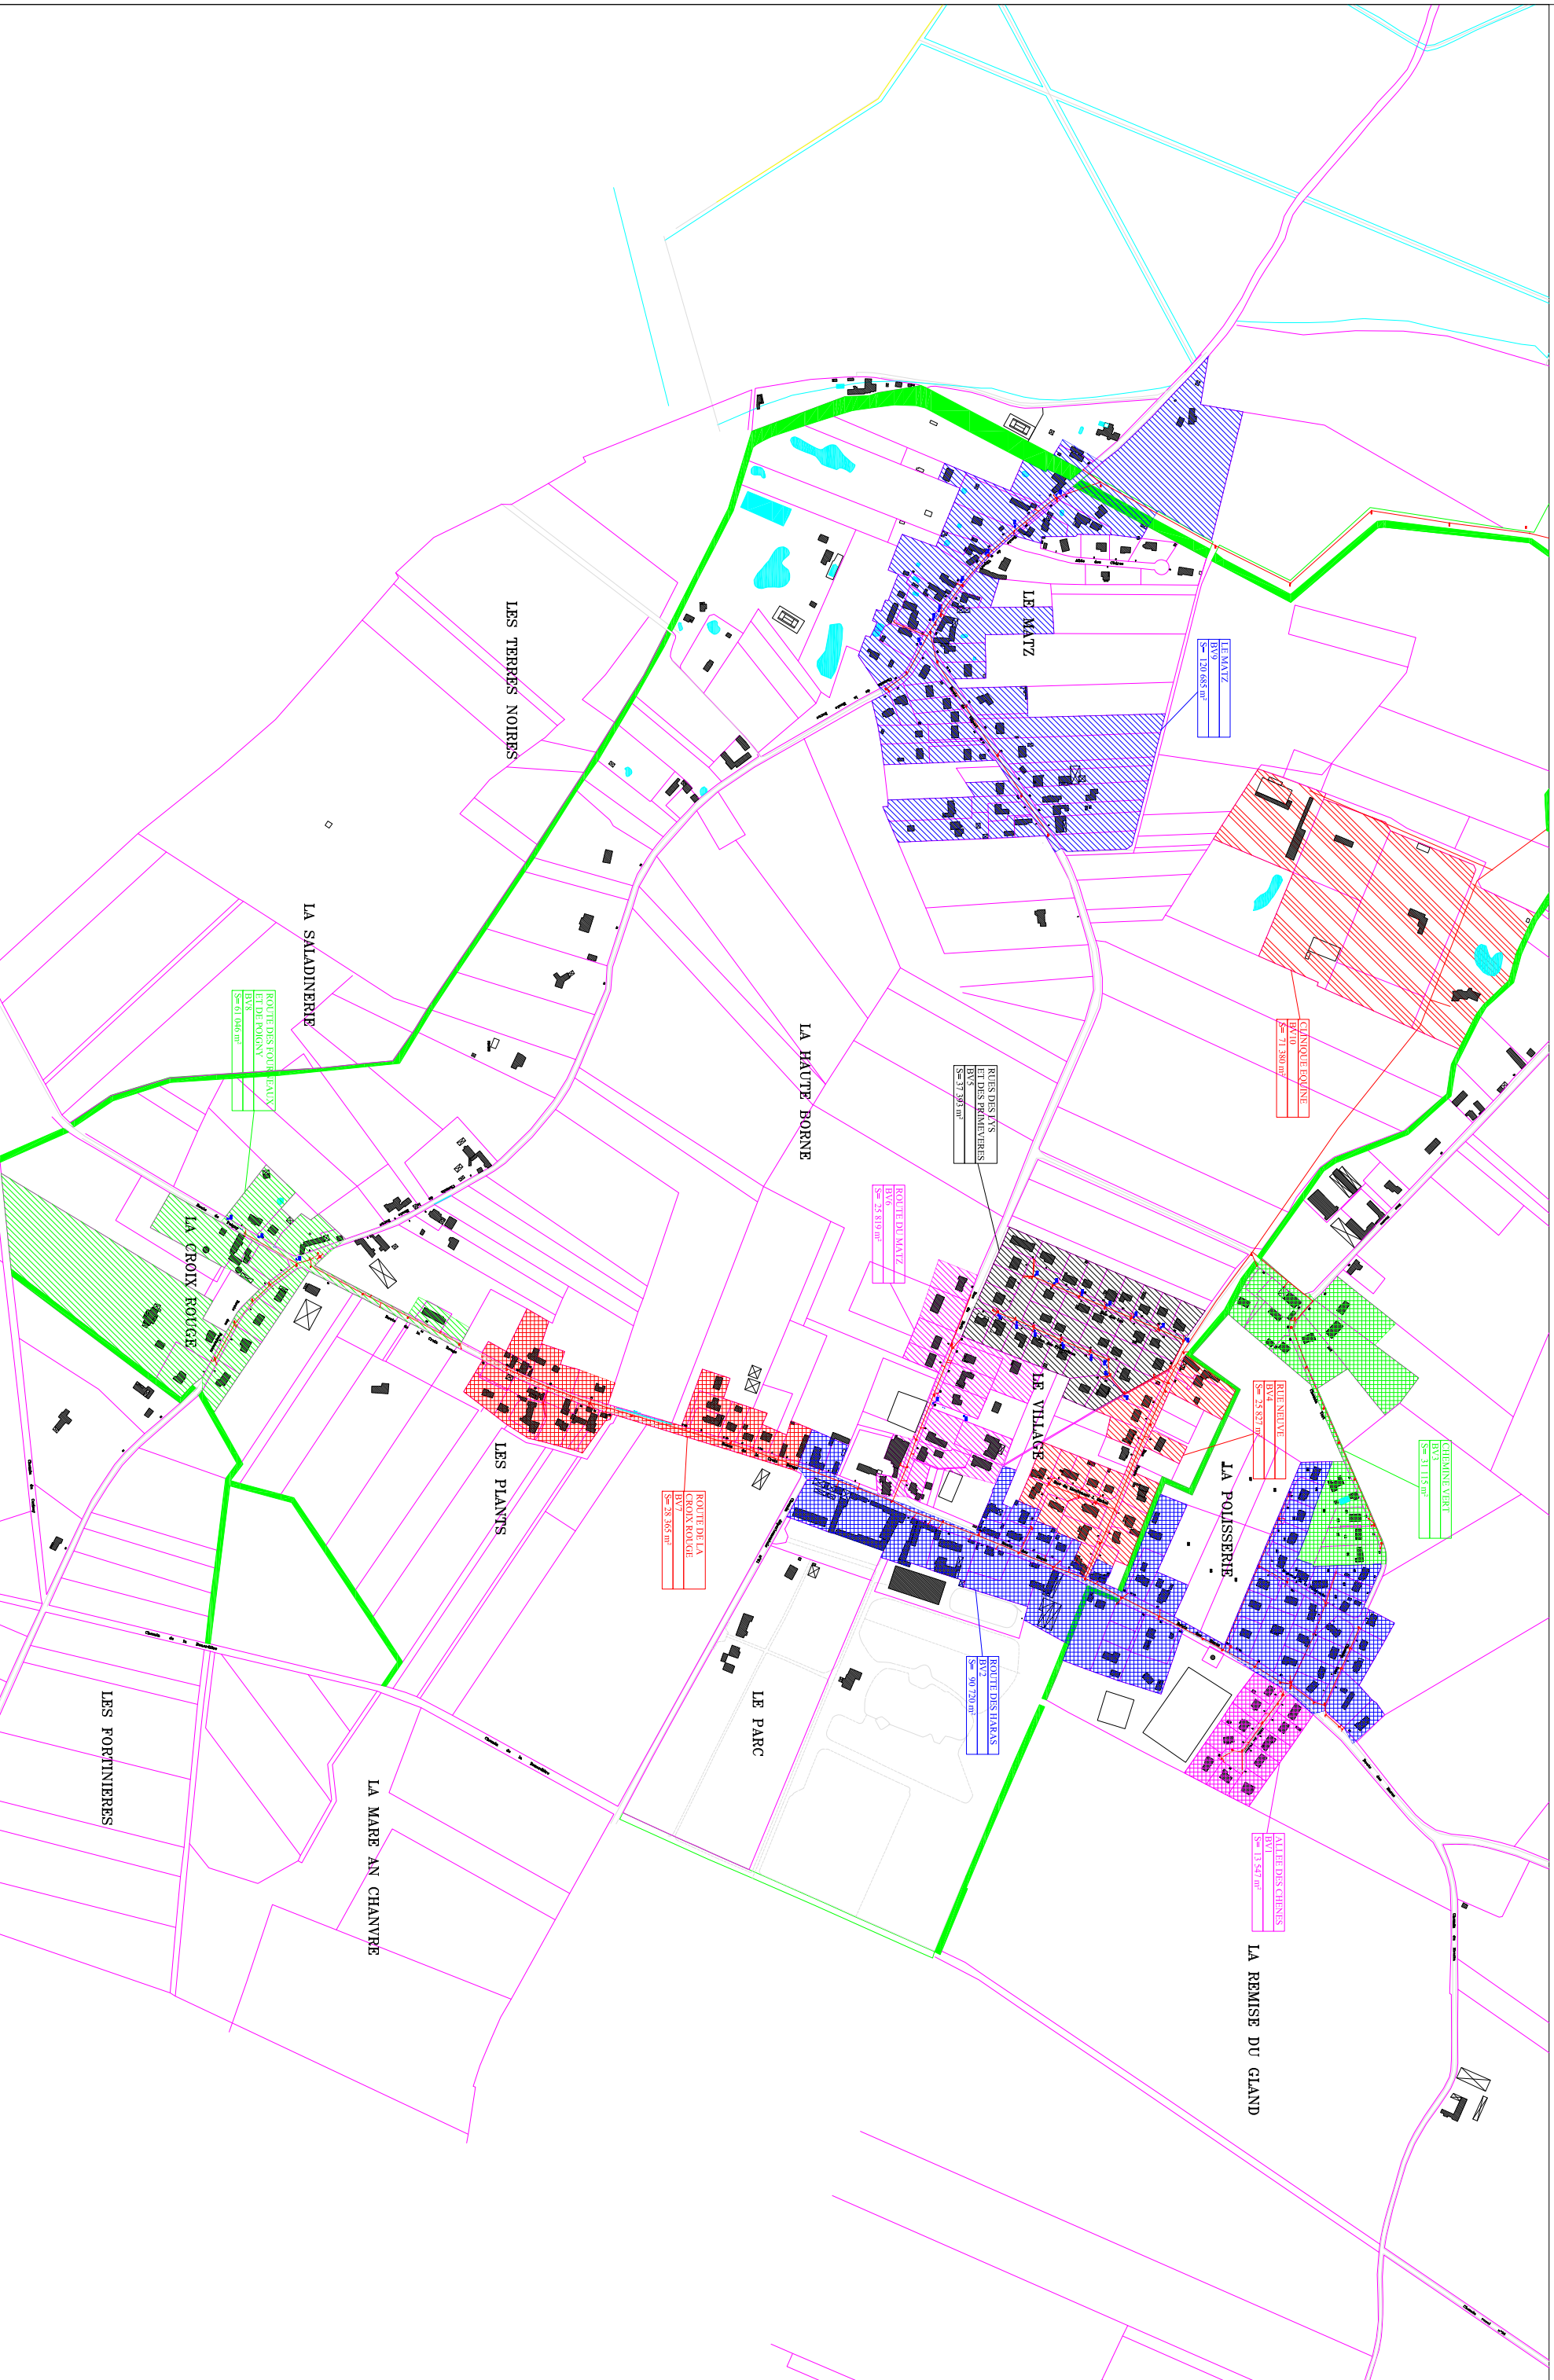 LE MATZ
BV9
S= 120 685 m²
LE MATZ
LES TERRES NOIRES
CLINIQUE EQUINE
BV10
S= 71 380 m²
LA SALADINERIE
ROUTE DES FOURNEAUX
ET DE POIGNY
BV8
S= 61 046 m²
LA HAUTE BORNE
RUES DES LYS
ET DES PRIMEVERES
BV5
S= 37 393 m²
ROUTE DU MATZ
BV6
S= 25 819 m²
LA CROIX ROUGE
LE VILLAGE
RUE NEUVE
BV4
S= 25 827 m²
CHEMIN VERT
BV3
S= 31 115 m²
LA POLISSERIE
LES PLANTS
ROUTE DE LA
CROIX ROUGE
BV7
S= 28 365 m²
ROUTE DES HARAS
BV2
S= 90 720 m²
LE PARC
LES FORTINIERES
LA MARE AN CHANVRE
ALLEE DES CHENES
BV1
S= 13 547 m²
LA REMISE DU GLAND